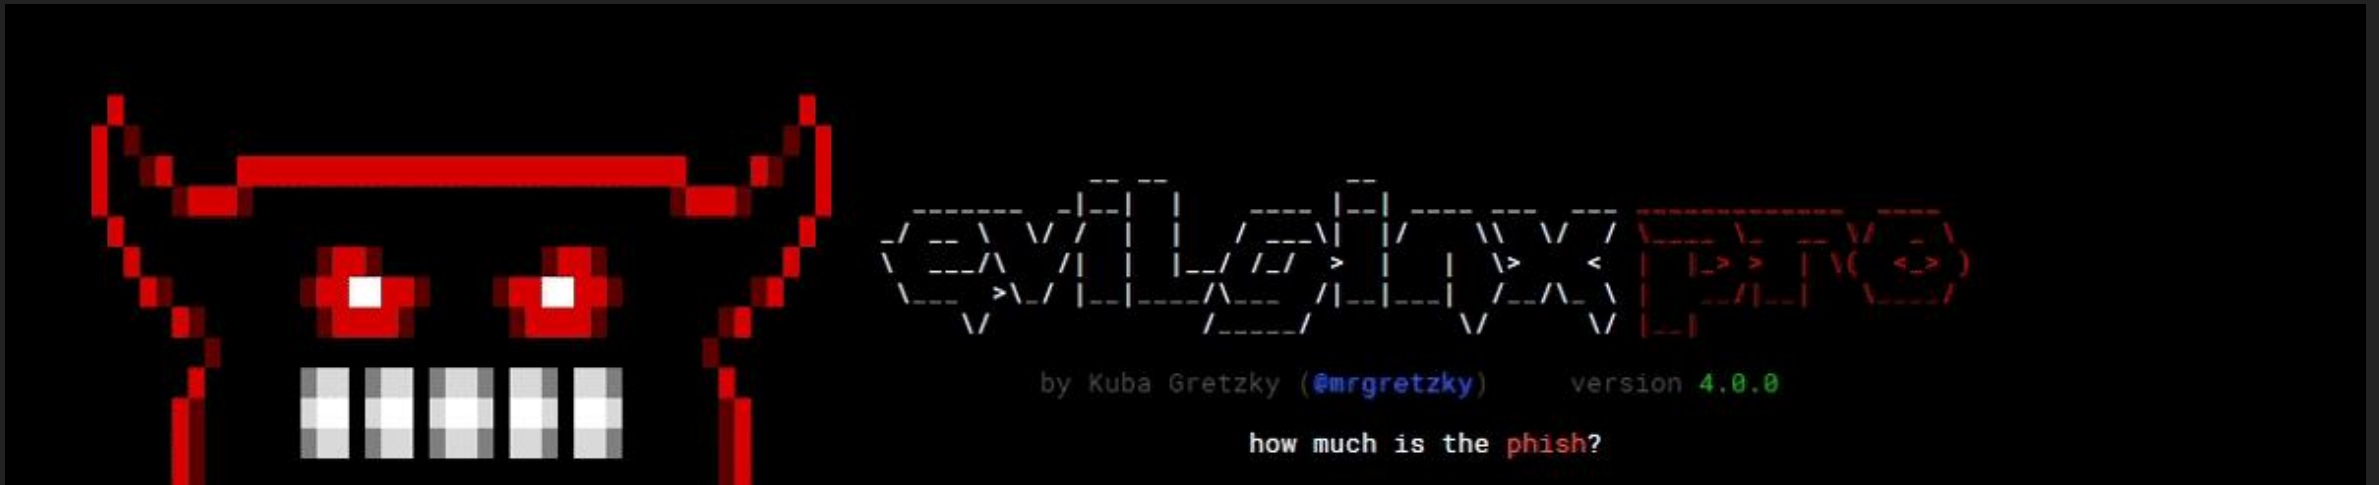 evilginx pro
by Kuba Gretzky (@mrgretzky) version 4.0.0
how much is the phish?